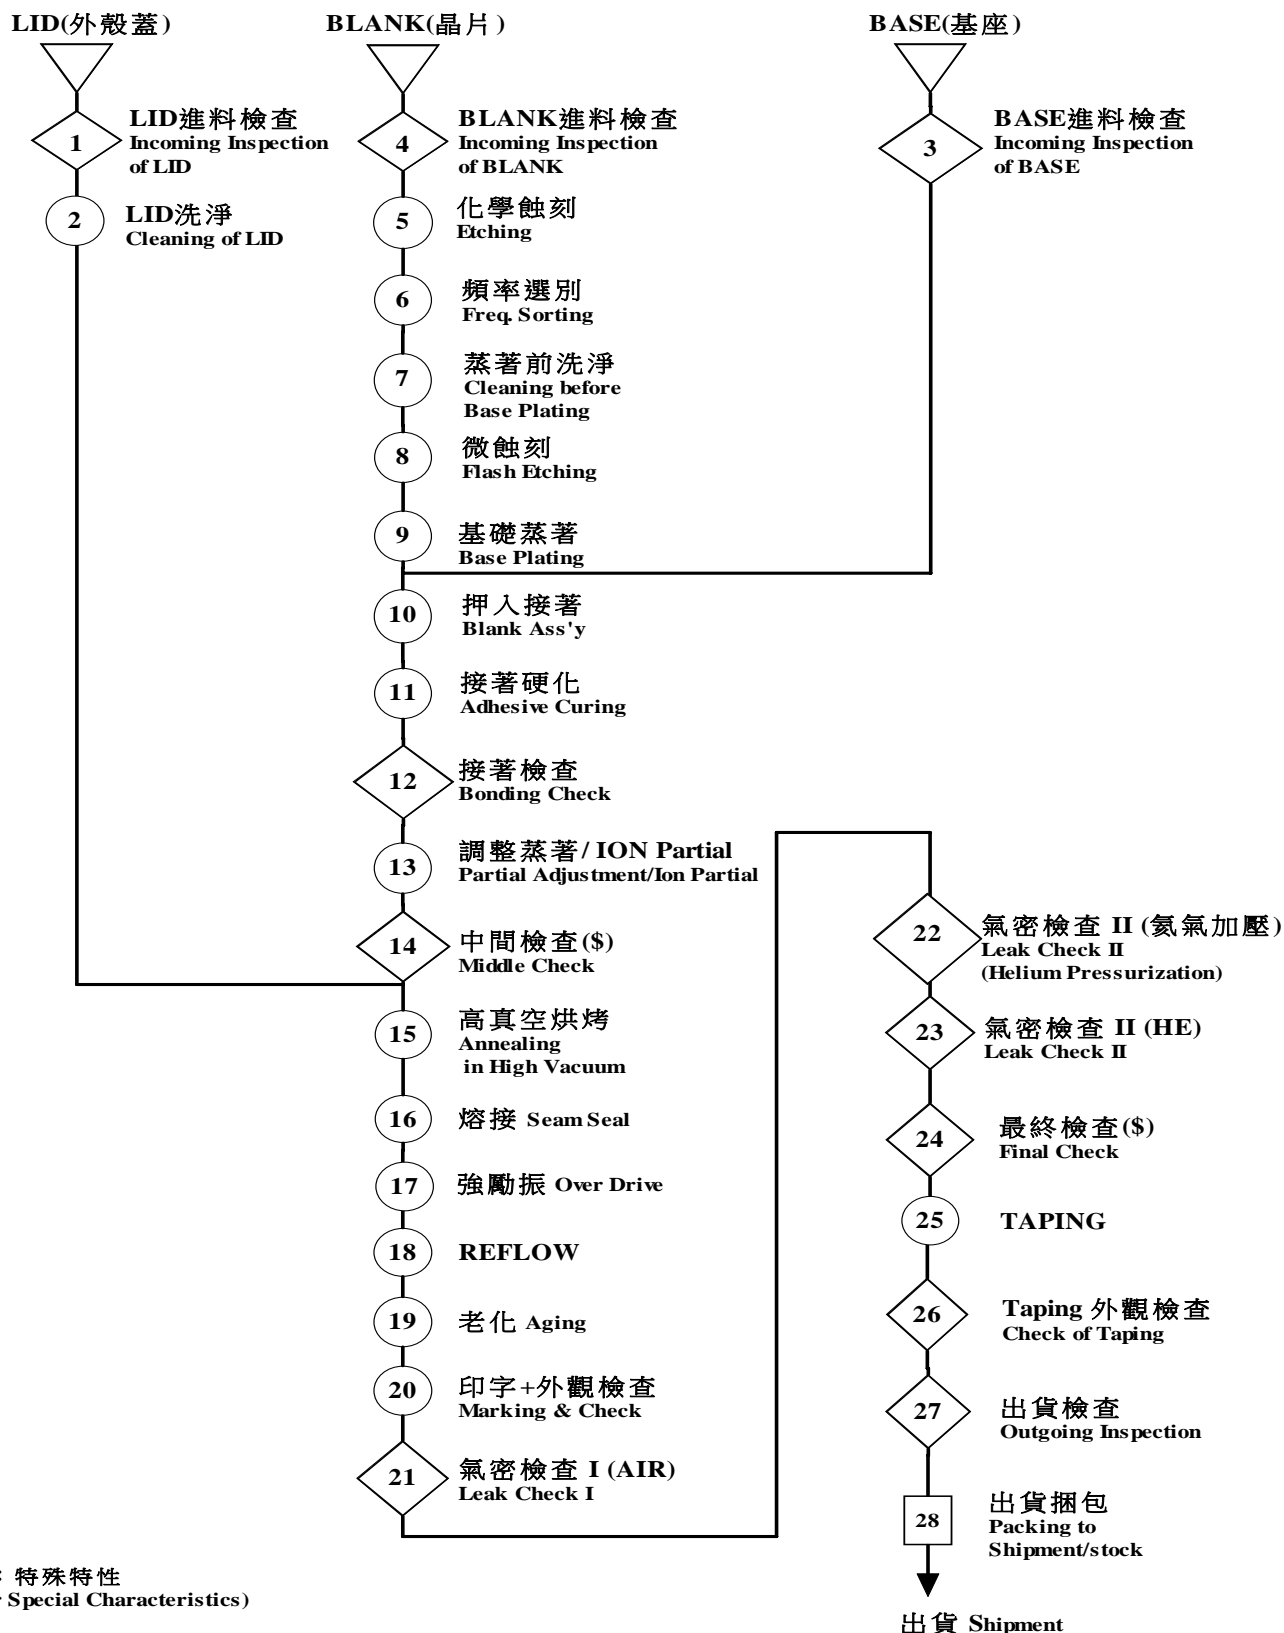 LID(外殼蓋)
BLANK(晶片)
BASE(基座)
1
LID進料檢查
Incoming Inspection
of LID
4
BLANK進料檢查
Incoming Inspection
of BLANK
3
BASE進料檢查
Incoming Inspection
of BASE
2
LID洗淨
Cleaning of LID
5
化學蝕刻
Etching
6
頻率選別
Freq. Sorting
7
蒸著前洗淨
Cleaning before
Base Plating
8
微蝕刻
Flash Etching
9
基礎蒸著
Base Plating
10
押入接著
Blank Ass'y
11
接著硬化
Adhesive Curing
12
接著檢查
Bonding Check
13
調整蒸著/ ION Partial
Partial Adjustment/Ion Partial
14
中間檢查($)
Middle Check
15
高真空烘烤
Annealing
in High Vacuum
16
熔接 Seam Seal
17
強勵振 Over Drive
18
REFLOW
19
老化 Aging
20
印字+外觀檢查
Marking & Check
21
氣密檢查 I (AIR)
Leak Check I
22
氣密檢查 II (氦氣加壓)
Leak Check II
(Helium Pressurization)
23
氣密檢查 II (HE)
Leak Check II
24
最終檢查($)
Final Check
25
TAPING
26
Taping 外觀檢查
Check of Taping
27
出貨檢查
Outgoing Inspection
28
出貨捆包
Packing to
Shipment/stock
出貨 Shipment
: 特殊特性
Special Characteristics)